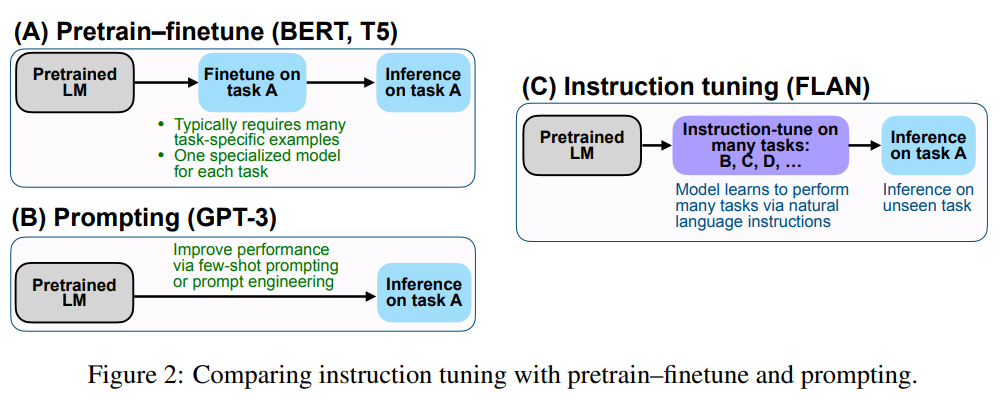 (A) Pretrain–finetune (BERT, T5)
Pretrained
LM
Finetune on
task A
Inference
on task A
• Typically requires many
task-specific examples
• One specialized model
for each task
(B) Prompting (GPT-3)
Pretrained
LM
Improve performance
via few-shot prompting
or prompt engineering
Inference
on task A
(C) Instruction tuning (FLAN)
Pretrained
LM
Instruction-tune on
many tasks:
B, C, D, …
Inference
on task A
Model learns to perform
many tasks via natural
language instructions
Inference on
unseen task
Figure 2: Comparing instruction tuning with pretrain–finetune and prompting.